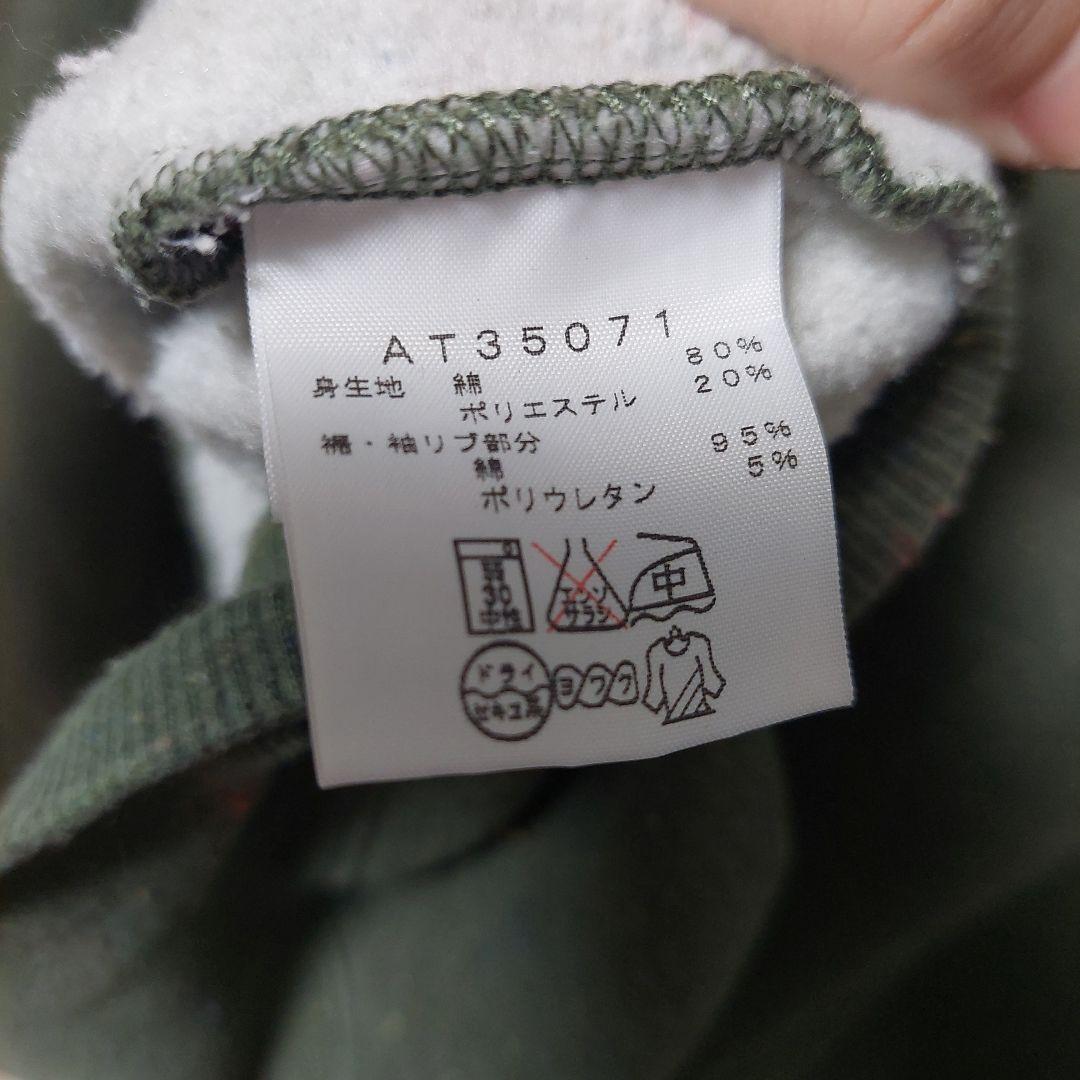 AT35071
身生地 綿 80%
ポリエステル 20%
裾・袖リブ部分
綿 95%
ポリウレタン 5%
弱
30
中性
エンソ
サラシ
中
ドライ
セキユ系
ヨワク